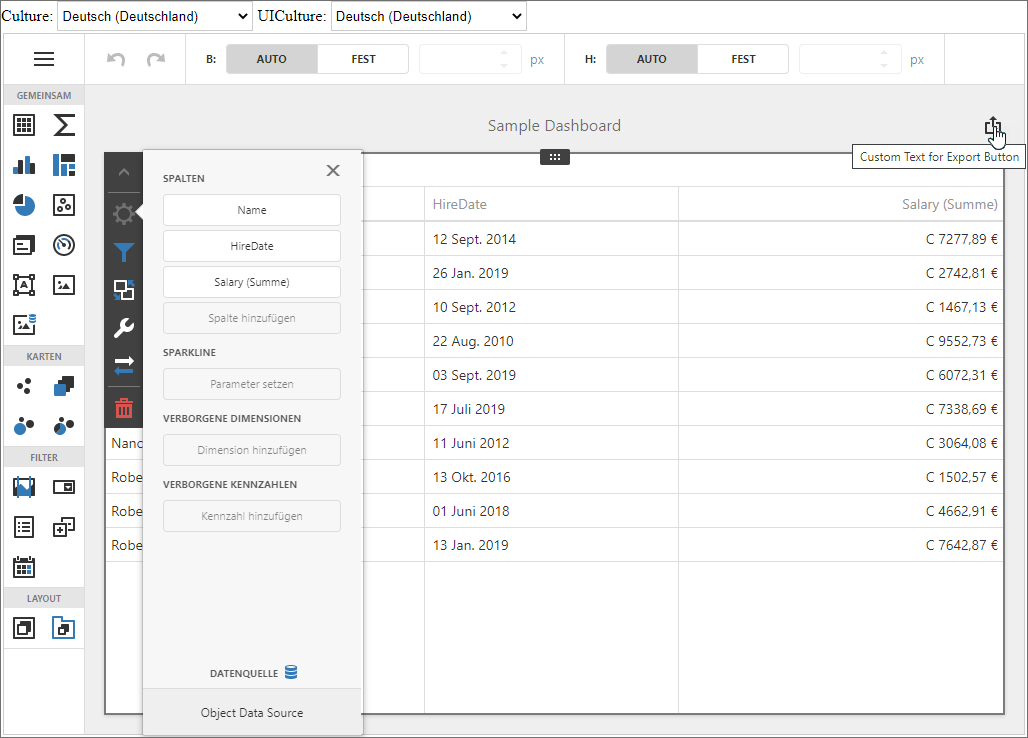 Culture: Deutsch (Deutschland) UICulture: Deutsch (Deutschland)
B: AUTO FEST px H: AUTO FEST px
GEMEINSAM
Sample Dashboard
Custom Text for Export Button
KARTEN
FILTER
LAYOUT
SPALTEN
Name
HireDate
Salary (Summe)
Spalte hinzufügen
SPARKLINE
Parameter setzen
VERBORGENE DIMENSIONEN
Dimension hinzufügen
VERBORGENE KENNZAHLEN
Kennzahl hinzufügen
DATENQUELLE
Object Data Source
HireDate Salary (Summe)
12 Sept. 2014 C 7277,89 €
26 Jan. 2019 C 2742,81 €
10 Sept. 2012 C 1467,13 €
22 Aug. 2010 C 9552,73 €
03 Sept. 2019 C 6072,31 €
17 Juli 2019 C 7338,69 €
Nanc 11 Juni 2012 C 3064,08 €
Robe 13 Okt. 2016 C 1502,57 €
Robe 01 Juni 2018 C 4662,91 €
Robe 13 Jan. 2019 C 7642,87 €